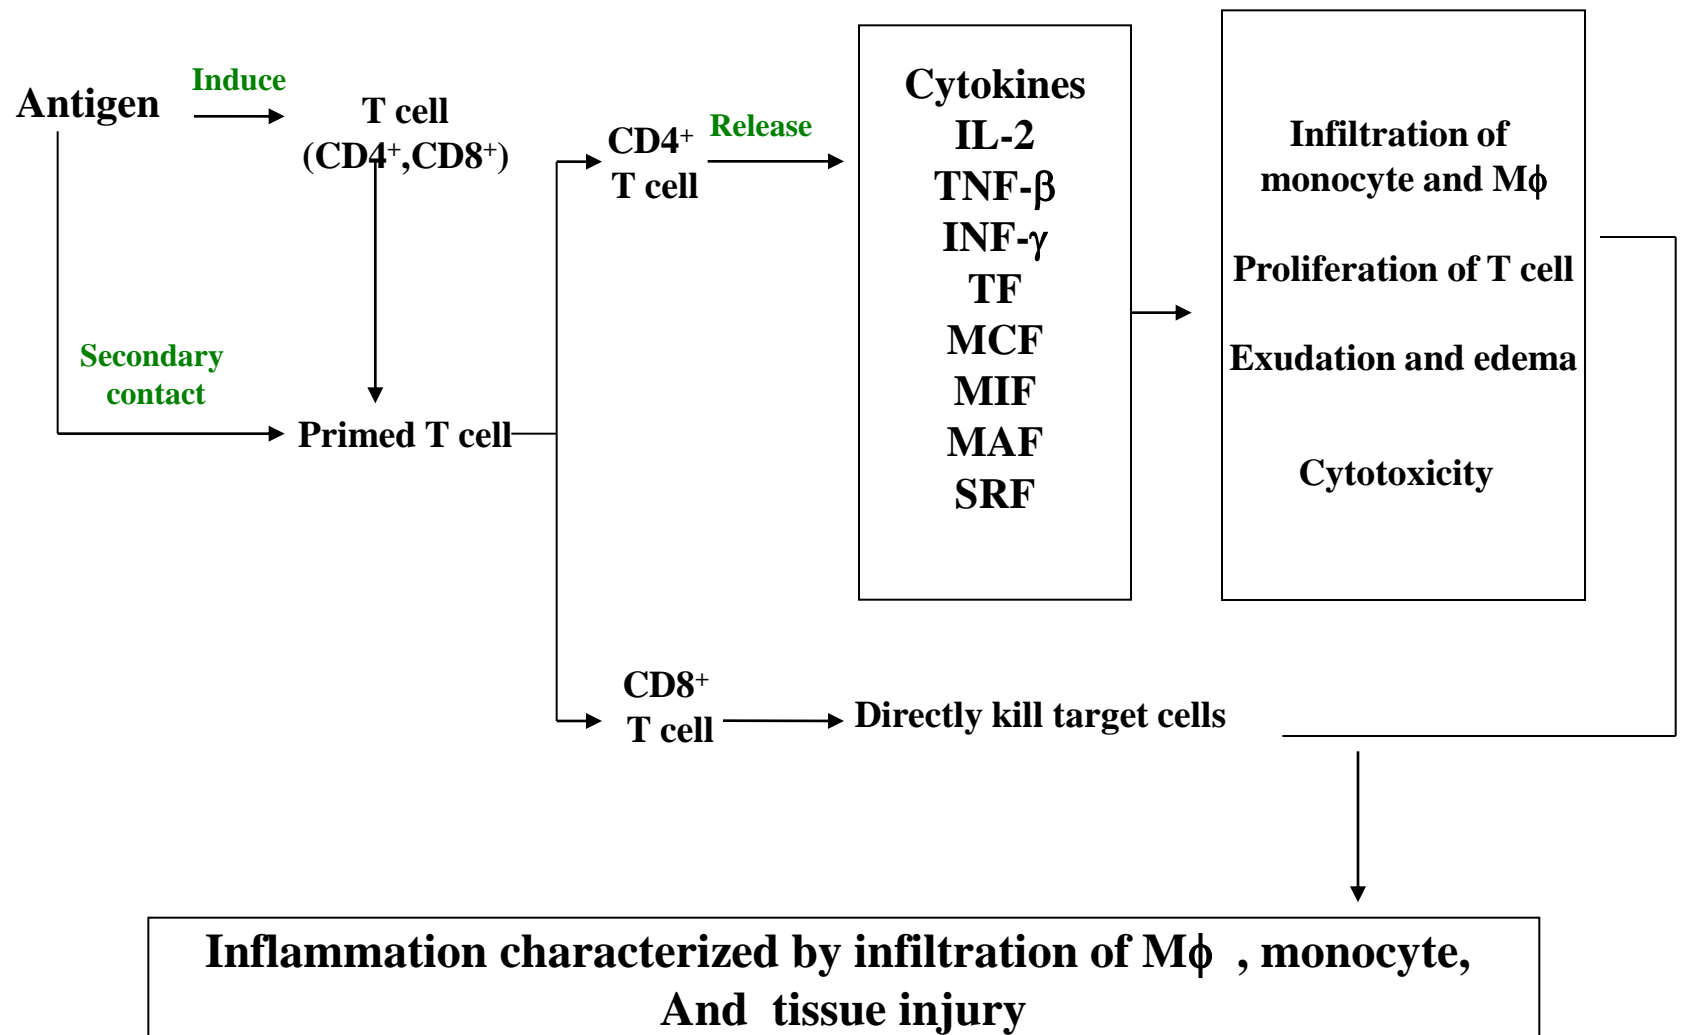 Antigen
Induce
T cell
(CD4⁺,CD8⁺)
CD4⁺
T cell
Release
Cytokines
IL-2
TNF-β
INF-γ
TF
MCF
MIF
MAF
SRF
Infiltration of
monocyte and Mϕ
Proliferation of T cell
Exudation and edema
Cytotoxicity
Secondary
contact
Primed T cell
CD8⁺
T cell
Directly kill target cells
Inflammation characterized by infiltration of Mϕ , monocyte,
And tissue injury